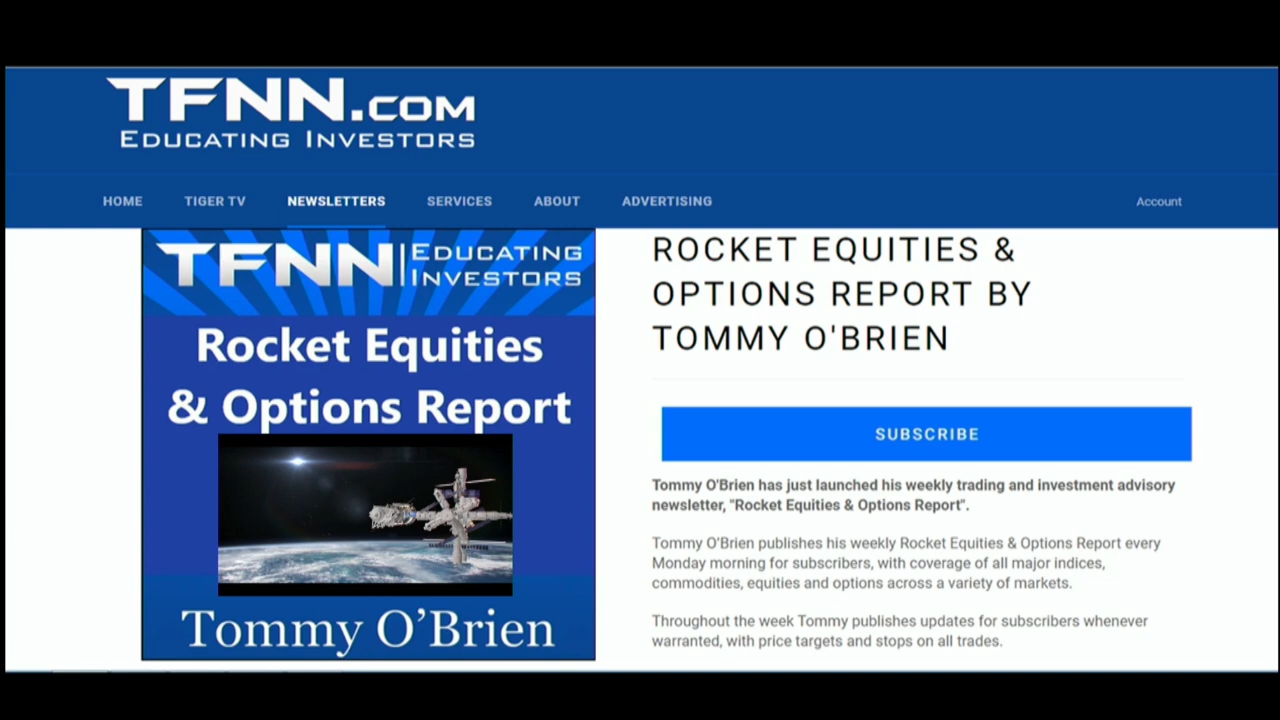 TFNN.COM
EDUCATING INVESTORS
HOME TIGER TV NEWSLETTERS SERVICES ABOUT ADVERTISING Account
TFNN | EDUCATING
INVESTORS
Rocket Equities
& Options Report
Tommy O’Brien
ROCKET EQUITIES &
OPTIONS REPORT BY
TOMMY O'BRIEN
SUBSCRIBE
Tommy O'Brien has just launched his weekly trading and investment advisory
newsletter, "Rocket Equities & Options Report".
Tommy O’Brien publishes his weekly Rocket Equities & Options Report every
Monday morning for subscribers, with coverage of all major indices,
commodities, equities and options across a variety of markets.
Throughout the week Tommy publishes updates for subscribers whenever
warranted, with price targets and stops on all trades.